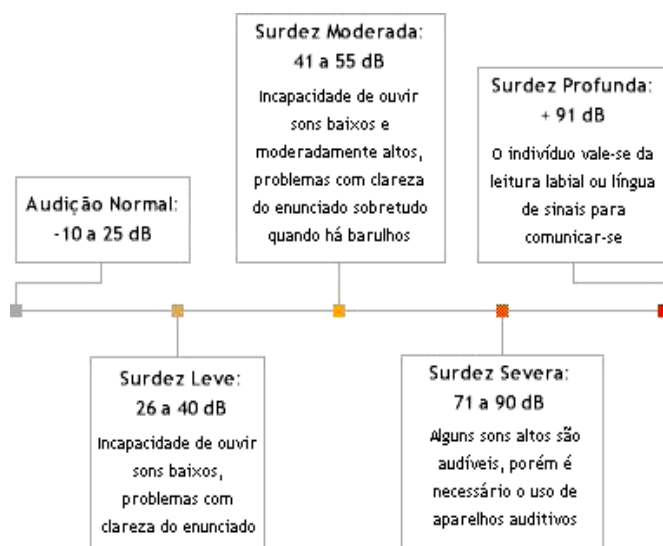 Audição Normal:
-10 a 25 dB
Surdez Leve:
26 a 40 dB
Incapacidade de ouvir
sons baixos,
problemas com
clareza do enunciado
Surdez Moderada:
41 a 55 dB
Incapacidade de ouvir
sons baixos e
moderadamente altos,
problemas com clareza
do enunciado sobretudo
quando há barulhos
Surdez Severa:
71 a 90 dB
Alguns sons altos são
audíveis, porém é
necessário o uso de
aparelhos auditivos
Surdez Profunda:
+ 91 dB
O indivíduo vale-se da
leitura labial ou língua
de sinais para
comunicar-se